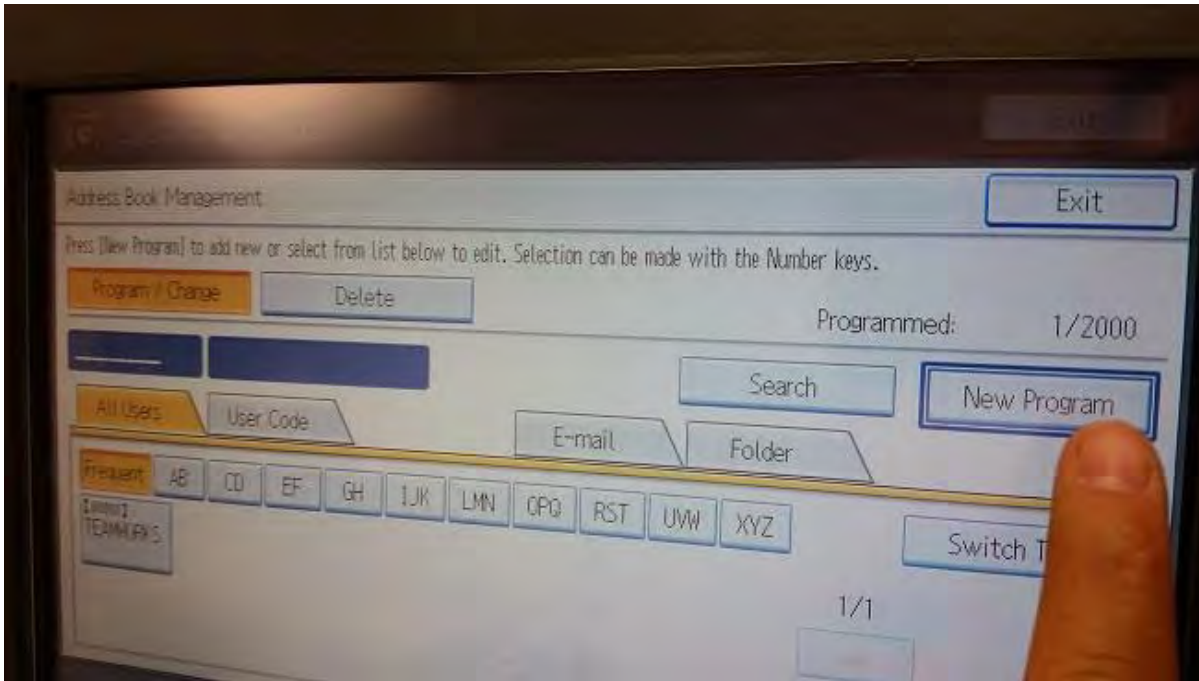 Address Book Management
Exit
Press [New Program] to add new or select from list below to edit. Selection can be made with the Number keys.
Program / Change
Delete
Programmed: 1/2000
Search
New Program
All Users
User Code
E-mail
Folder
Frequent
AB
CD
EF
GH
IJK
LMN
OPQ
RST
UVW
XYZ
TEAMWORKS
Switch
1/1